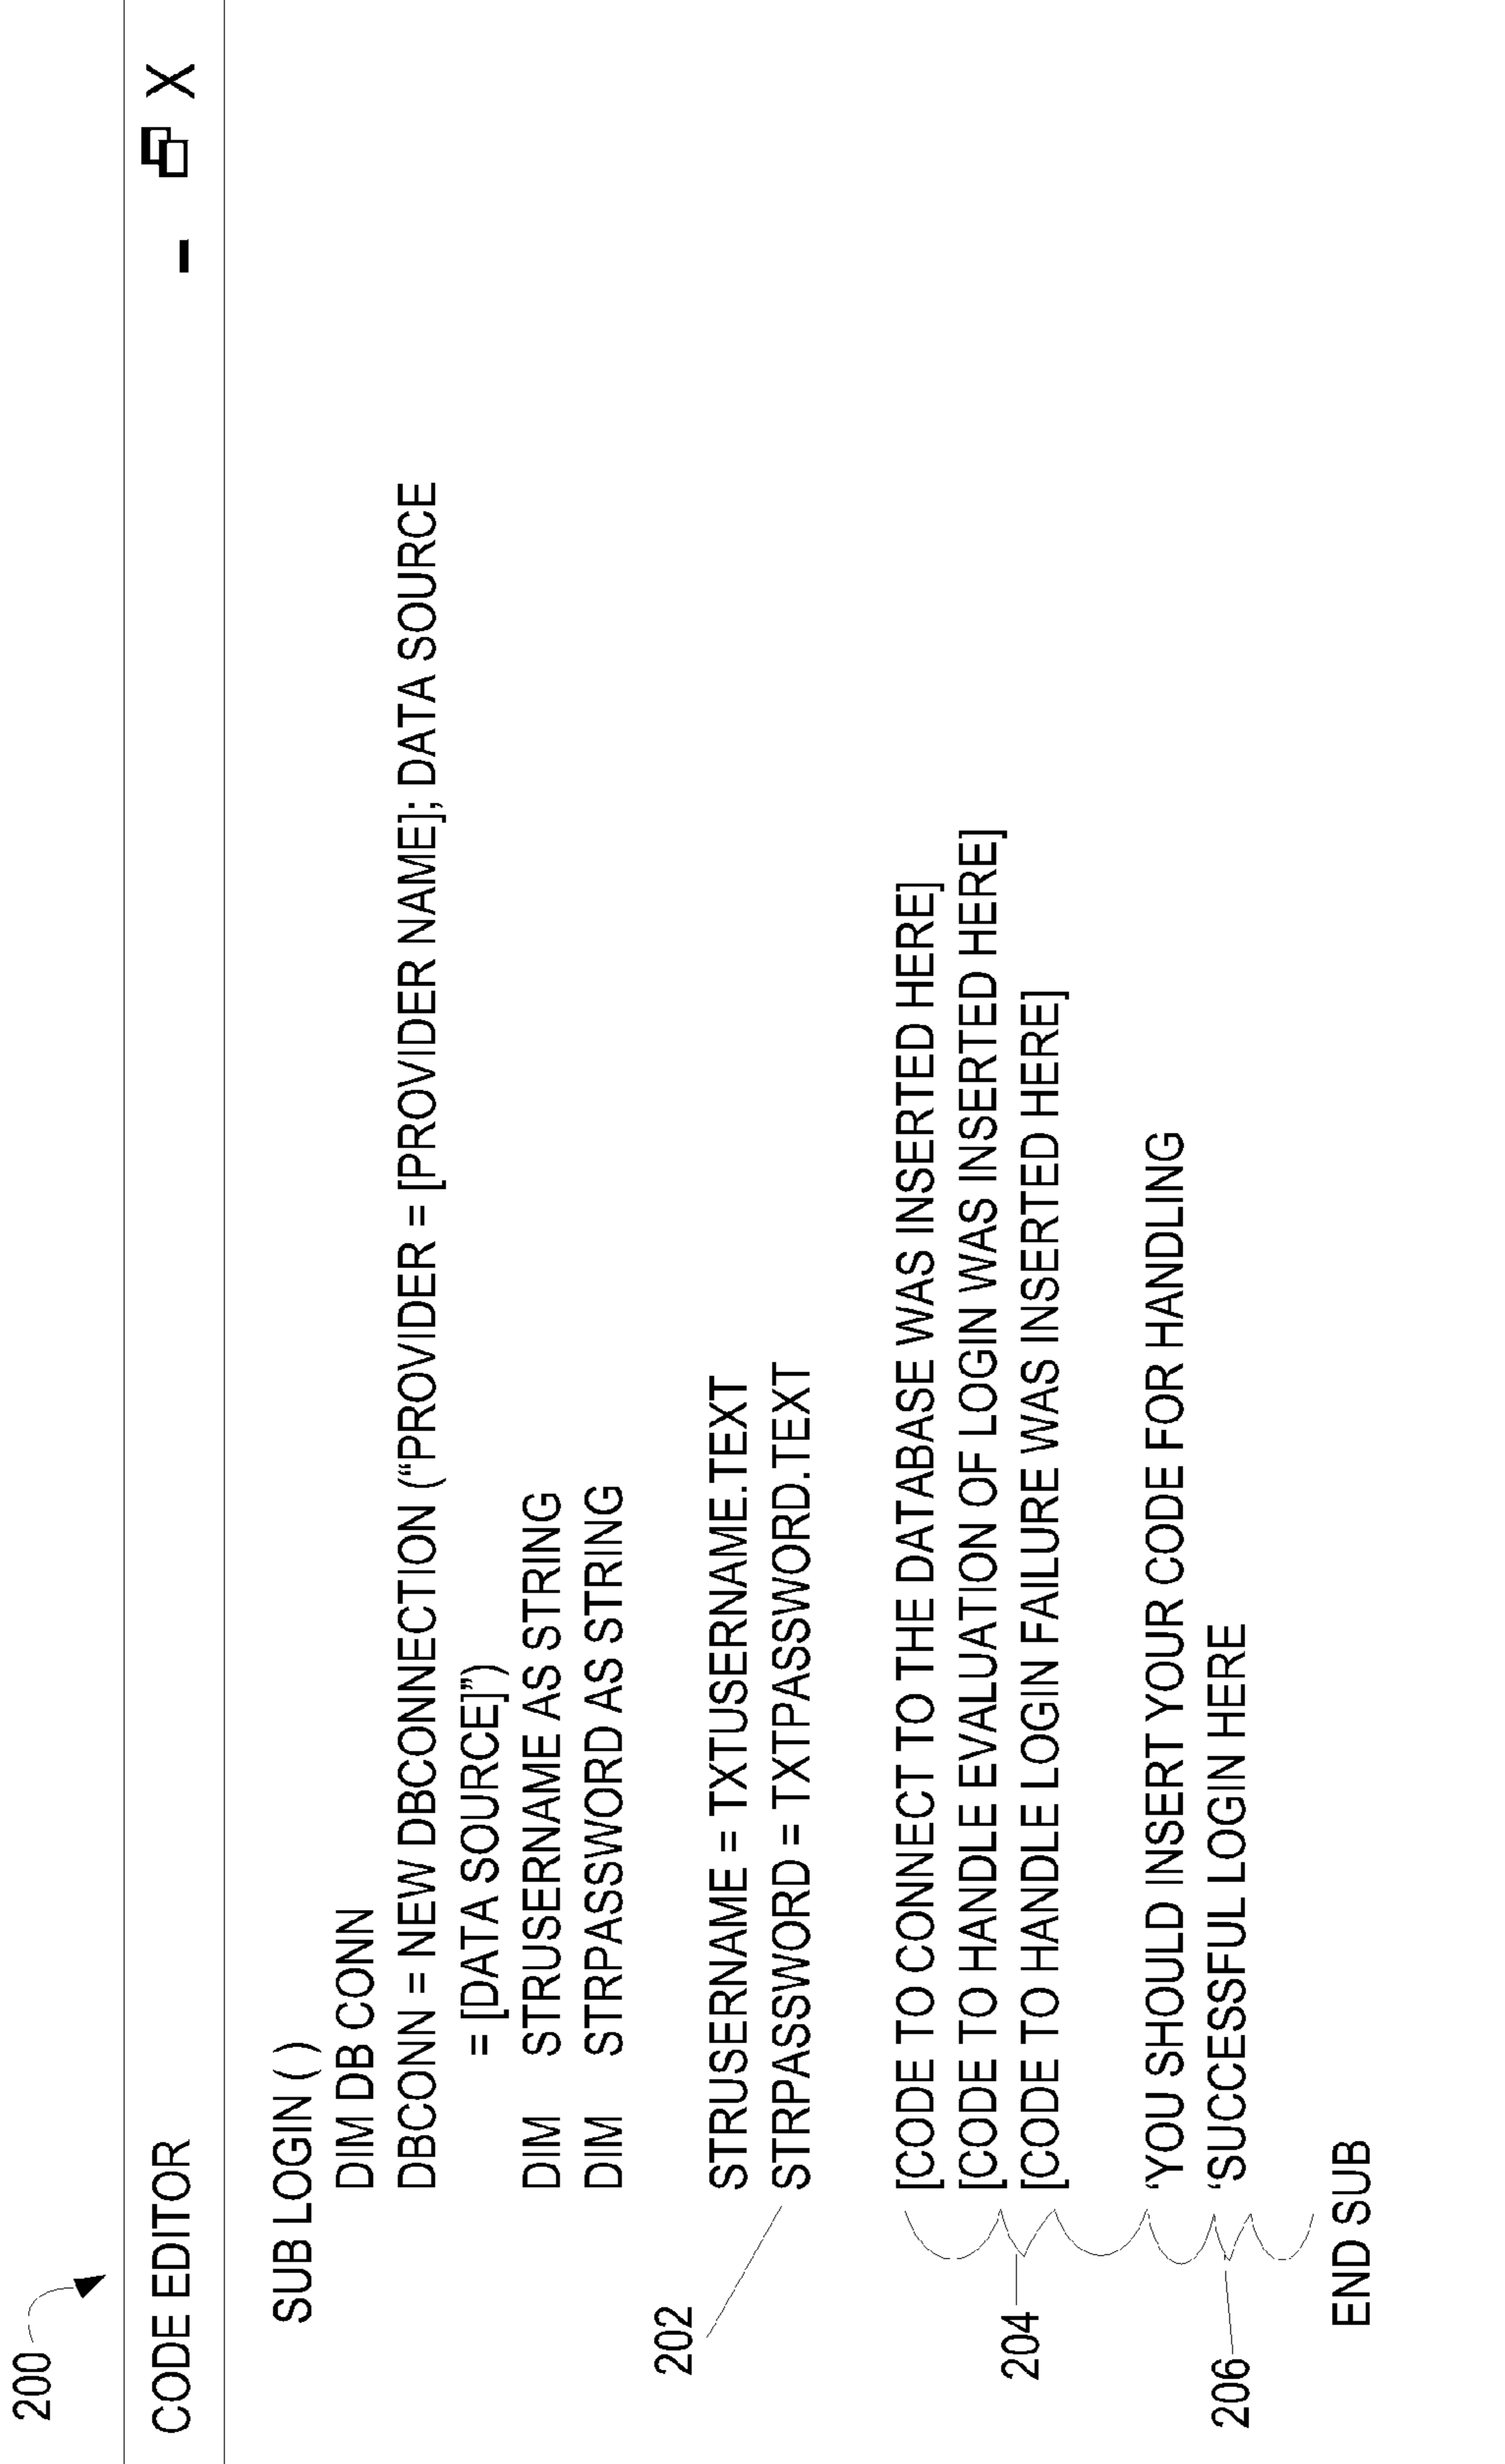 200
CODE EDITOR – X
SUB LOGIN ( )
DIM DB CONN
DBCONN = NEW DBCONNECTION (“PROVIDER = [PROVIDER NAME]; DATA SOURCE
= [DATA SOURCE]”)
DIM STRUSERNAME AS STRING
DIM STRPASSWORD AS STRING
202
STRUSERNAME = TXTUSERNAME.TEXT
STRPASSWORD = TXTPASSWORD.TEXT
[CODE TO CONNECT TO THE DATABASE WAS INSERTED HERE]
[CODE TO HANDLE EVALUATION OF LOGIN WAS INSERTED HERE]
204
[CODE TO HANDLE LOGIN FAILURE WAS INSERTED HERE]
‘YOU SHOULD INSERT YOUR CODE FOR HANDLING
206
‘SUCCESSFUL LOGIN HERE
END SUB